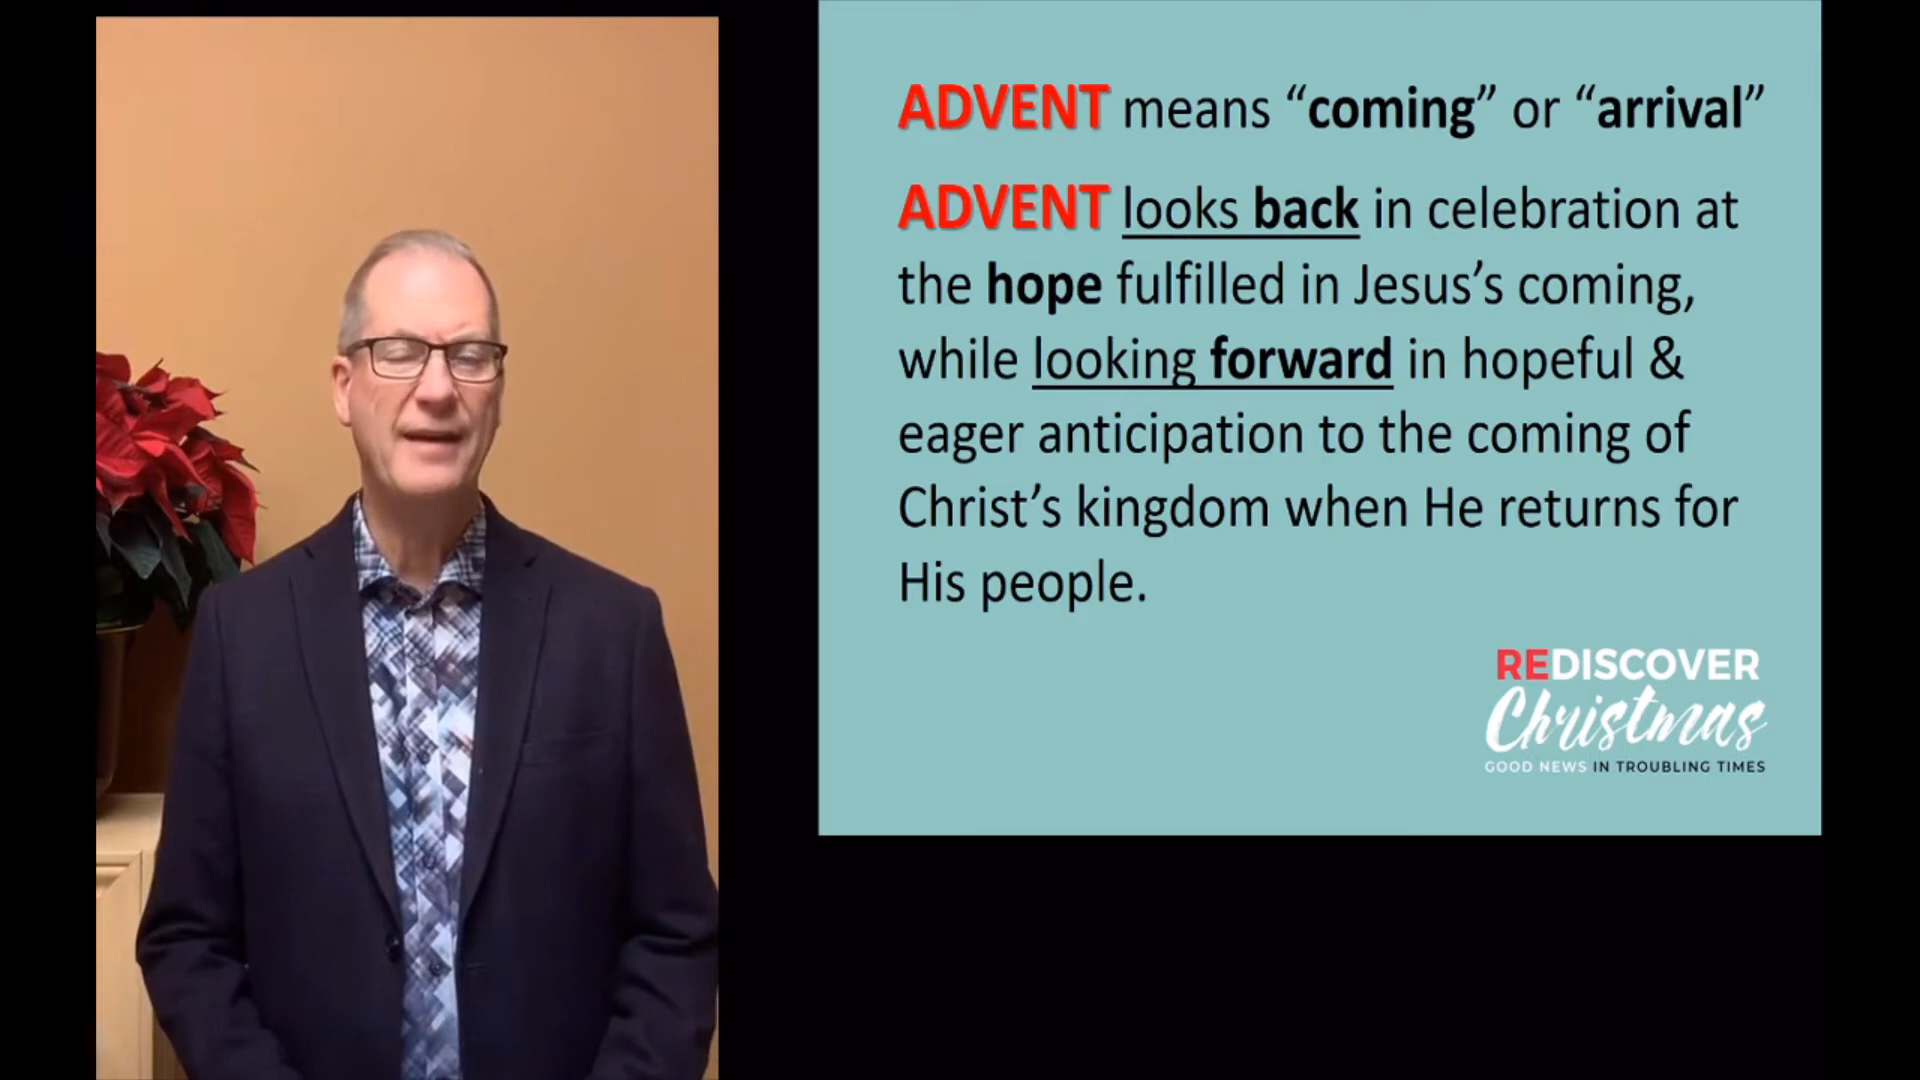 ADVENT means “coming” or “arrival”
ADVENT looks back in celebration at
the hope fulfilled in Jesus’s coming,
while looking forward in hopeful &
eager anticipation to the coming of
Christ’s kingdom when He returns for
His people.
REDISCOVER
Christmas
GOOD NEWS IN TROUBLING TIMES